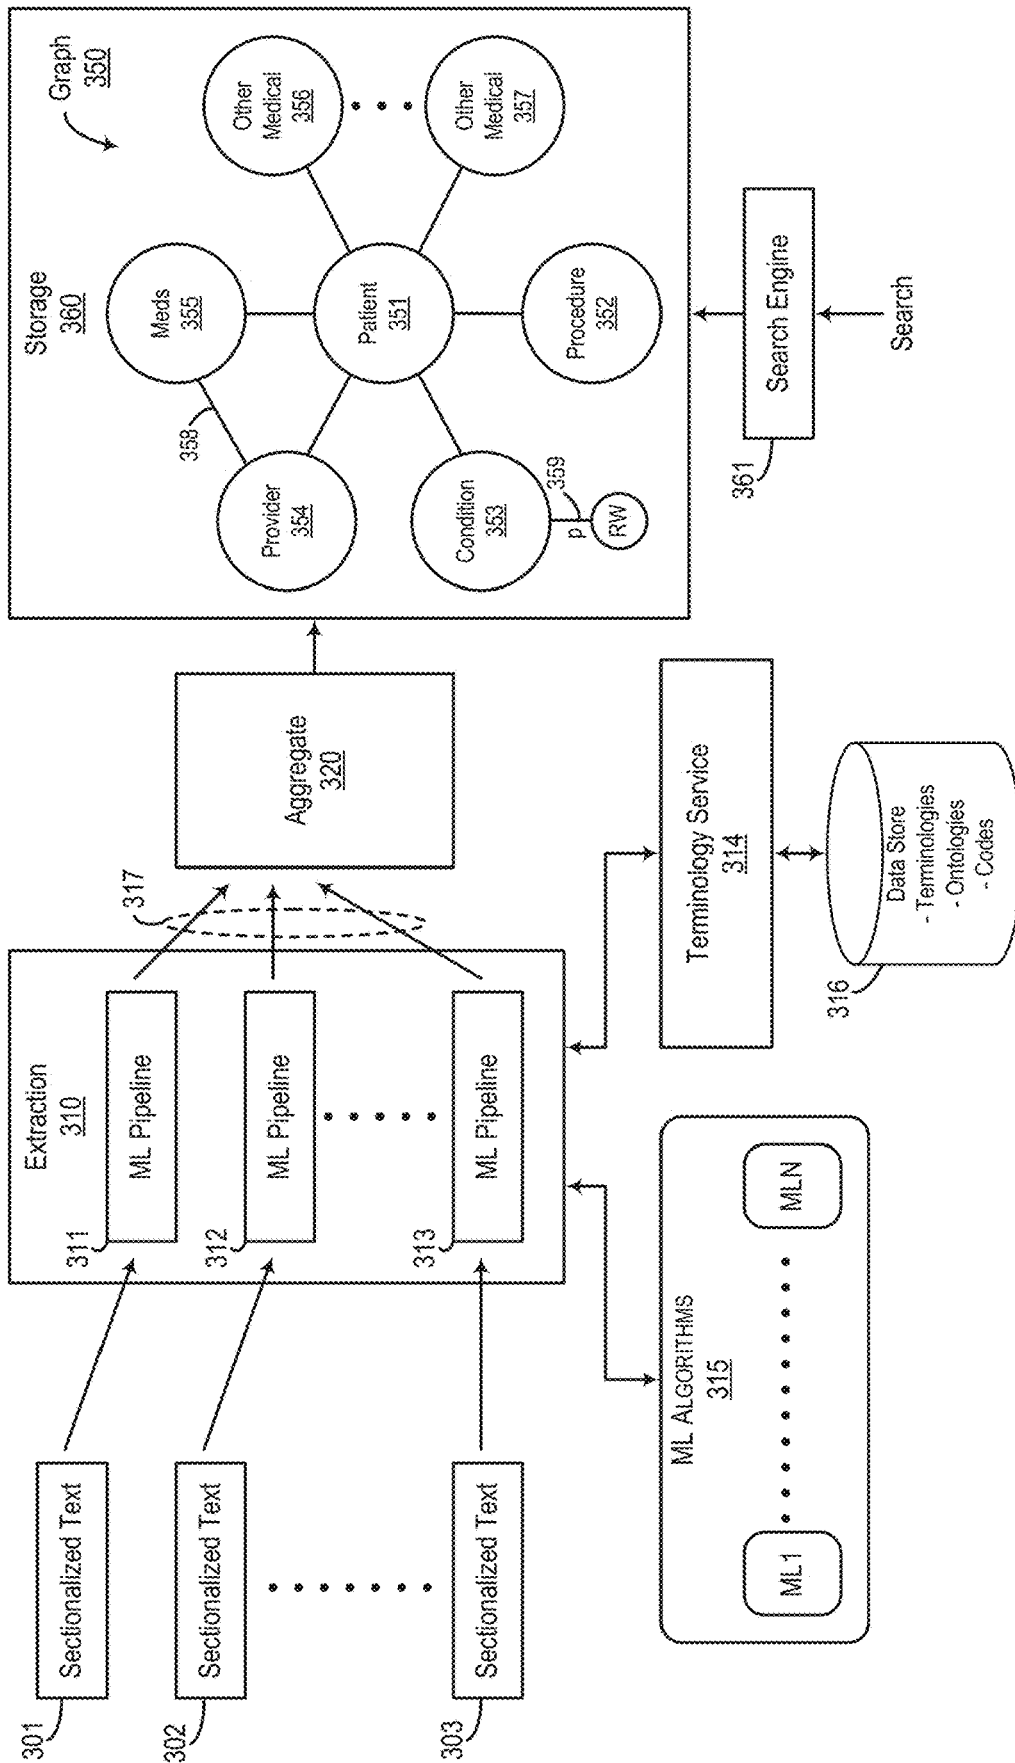 301
Sectionalized Text
302
Sectionalized Text
303
Sectionalized Text
Extraction
310
311
ML Pipeline
312
ML Pipeline
313
ML Pipeline
317
Aggregate
320
ML ALGORITHMS
315
ML1
MLN
Terminology Service
314
316
Data Store
- Terminologies
- Ontologies
- Codes
Storage
360
Graph
350
Provider
354
358
Meds
355
Other
Medical
356
Patient
351
Condition
353
p
359
RW
Procedure
352
Other
Medical
357
361
Search Engine
Search